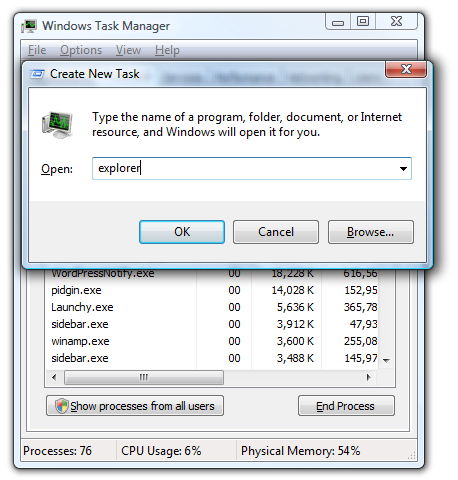 Windows Task Manager
File Options View Help
Create New Task
Type the name of a program, folder, document, or Internet
resource, and Windows will open it for you.
Open: explorer
OK Cancel Browse...
WordPressNotify.exe 00 18,228 K 616,56
pidgin.exe 00 14,028 K 152,95
Launchy.exe 00 5,636 K 365,78
sidebar.exe 00 3,912 K 47,93
winamp.exe 00 3,600 K 255,08
sidebar.exe 00 3,488 K 145,97
Show processes from all users End Process
Processes: 76 CPU Usage: 6% Physical Memory: 54%